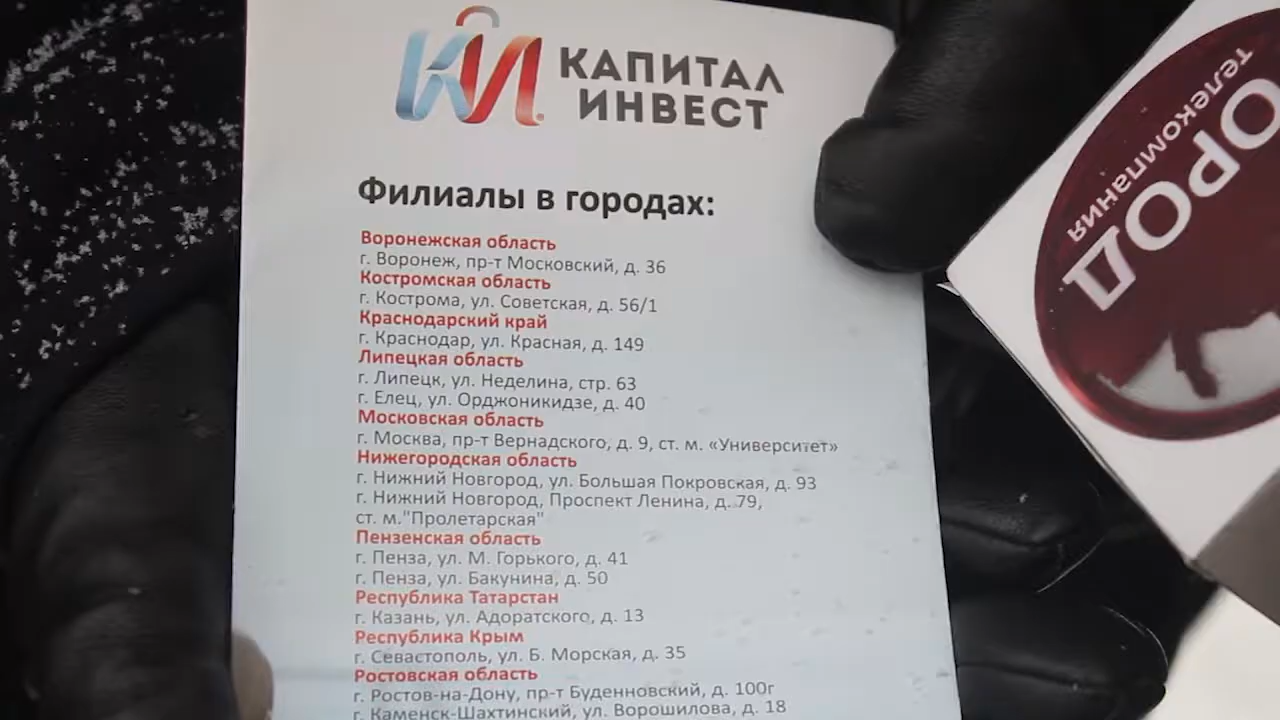 КИ
КАПИТАЛ
ИНВЕСТ
Филиалы в городах:
Воронежская область
г. Воронеж, пр-т Московский, д. 36
Костромская область
г. Кострома, ул. Советская, д. 56/1
Краснодарский край
г. Краснодар, ул. Красная, д. 149
Липецкая область
г. Липецк, ул. Неделина, стр. 63
г. Елец, ул. Орджоникидзе, д. 40
Московская область
г. Москва, пр-т Вернадского, д. 9, ст. м. «Университет»
Нижегородская область
г. Нижний Новгород, ул. Большая Покровская, д. 93
г. Нижний Новгород, Проспект Ленина, д. 79,
ст. м."Пролетарская"
Пензенская область
г. Пенза, ул. М. Горького, д. 41
г. Пенза, ул. Бакунина, д. 50
Республика Татарстан
г. Казань, ул. Адоратского, д. 13
Республика Крым
г. Севастополь, ул. Б. Морская, д. 35
Ростовская область
г. Ростов-на-Дону, пр-т Буденновский, д. 100г
г. Каменск-Шахтинский, ул. Ворошилова, д. 18
телекомпания
ОРОД